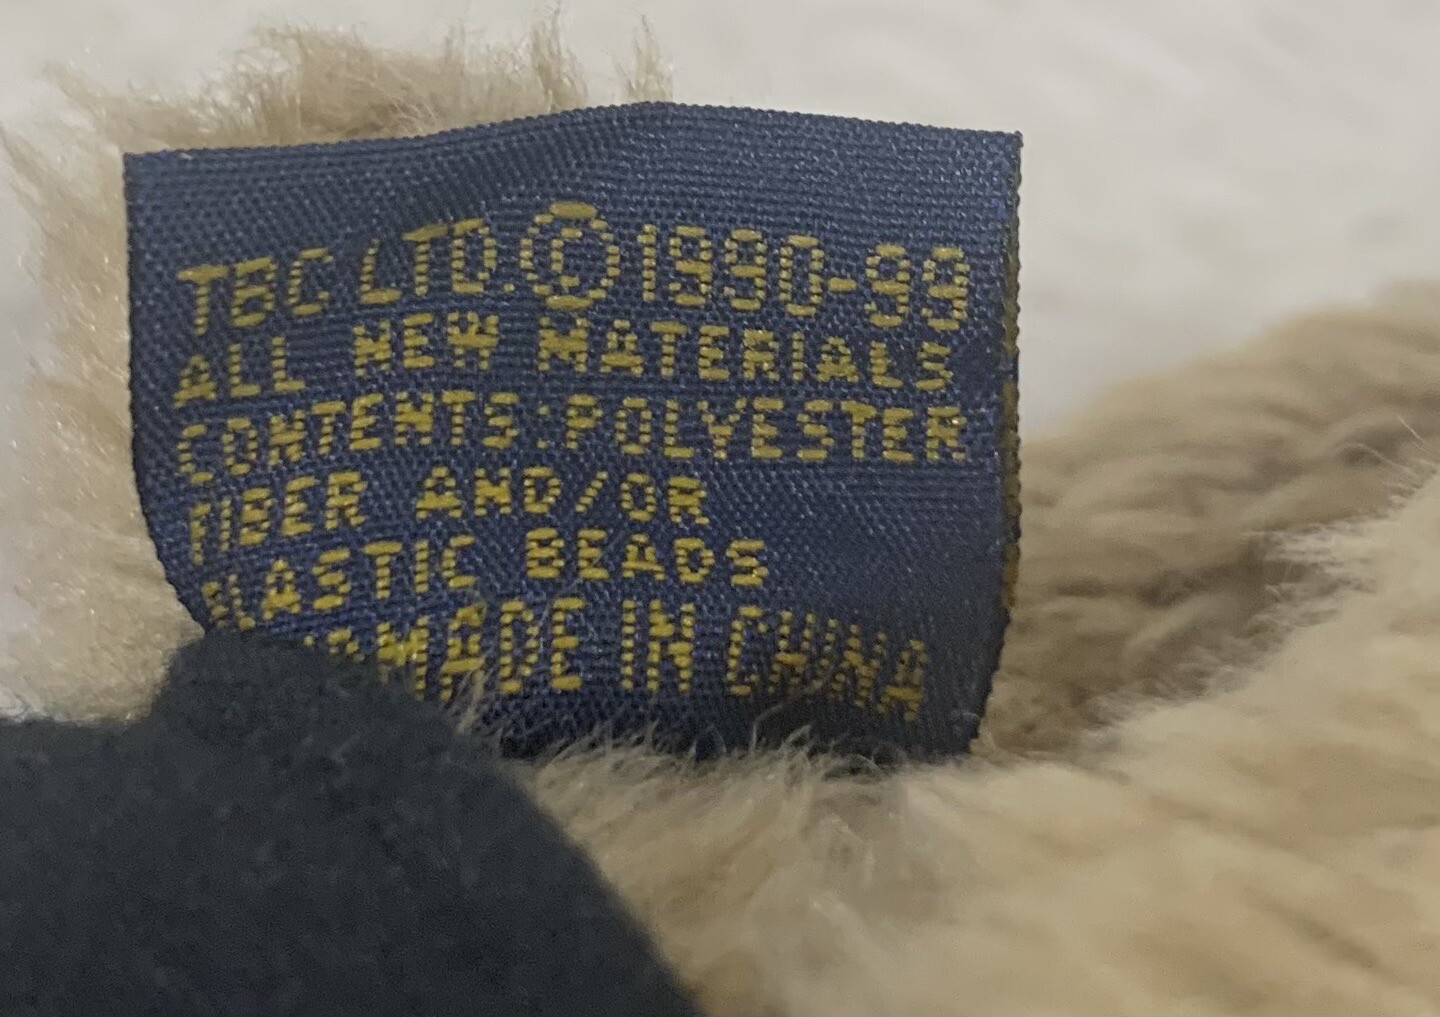 TBC LTD.©1990-99
ALL NEW MATERIALS
CONTENTS:POLYESTER
FIBER AND/OR
PLASTIC BEADS
MADE IN CHINA